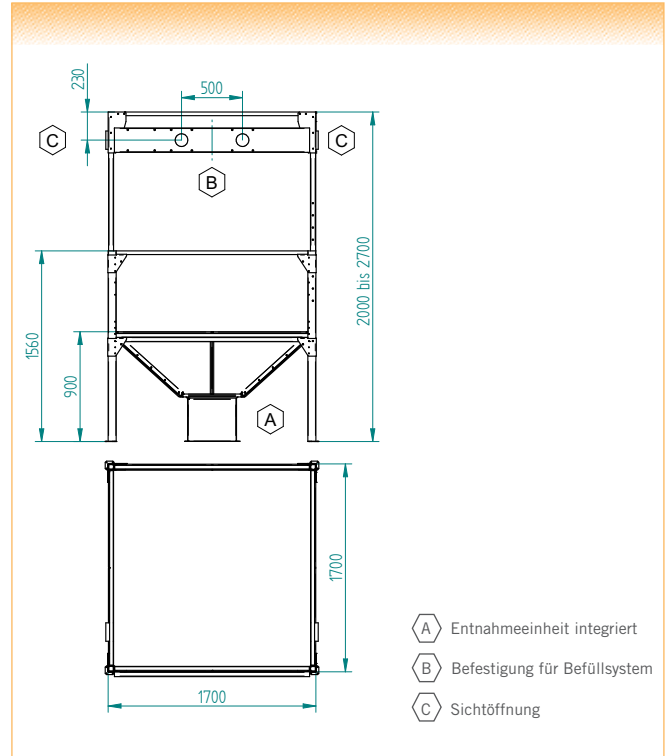 230
500
C
C
B
2000 bis 2700
1560
900
A
1700
1700
A Entnahmeeinheit integriert
B Befestigung für Befüllsystem
C Sichtöffnung